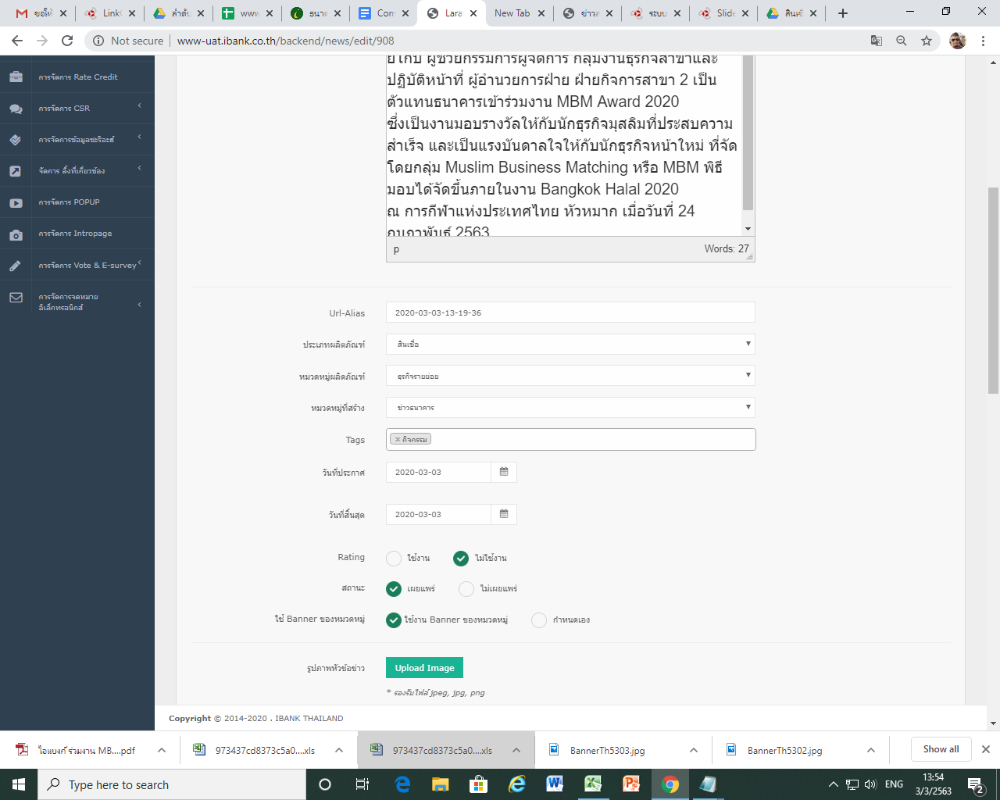 ขอให้
LinkC
ลำดับ
www
ธนาค
Com
Lara
New Tab
ข่าวส
ระบบ
Slide
สินเชื
Not secure
www-uat.ibank.co.th/backend/news/edit/908
การจัดการ Rate Credit
การจัดการ CSR
การจัดการข้อมูลชะรีอะฮ์
จัดการ ลิ้งที่เกี่ยวข้อง
การจัดการ POPUP
การจัดการ Intropage
การจัดการ Vote & E-survey
การจัดการจดหมาย
อิเล็กทรอนิกส์
ผู้ช่วยกรรมการผู้จัดการ กลุ่มงานธุรกิจสาขาและ
ปฏิบัติหน้าที่ ผู้อำนวยการฝ่าย ฝ่ายกิจการสาขา 2 เป็น
ตัวแทนธนาคารเข้าร่วมงาน MBM Award 2020
ซึ่งเป็นงานมอบรางวัลให้กับนักธุรกิจมุสลิมที่ประสบความ
สำเร็จ และเป็นแรงบันดาลใจให้กับนักธุรกิจหน้าใหม่ ที่จัด
โดยกลุ่ม Muslim Business Matching หรือ MBM พิธี
มอบได้จัดขึ้นภายในงาน Bangkok Halal 2020
ณ การกีฬาแห่งประเทศไทย หัวหมาก เมื่อวันที่ 24
กุมภาพันธ์ 2563
p
Words: 27
Url-Alias
2020-03-03-13-19-36
ประเภทผลิตภัณฑ์
สินเชื่อ
หมวดหมู่ผลิตภัณฑ์
ธุรกิจรายย่อย
หมวดหมู่ที่สร้าง
ข่าวธนาคาร
Tags
× กิจกรรม
วันที่ประกาศ
2020-03-03
วันที่สิ้นสุด
2020-03-03
Rating
ใช้งาน
ไม่ใช้งาน
สถานะ
เผยแพร่
ไม่เผยแพร่
ใช้ Banner ของหมวดหมู่
ใช้งาน Banner ของหมวดหมู่
กำหนดเอง
รูปภาพหัวข้อข่าว
Upload Image
* รองรับไฟล์ jpeg, jpg, png
Copyright © 2014-2020 . IBANK THAILAND
ไอแบงก์ ร่วมงาน MB....pdf
973437cd8373c5a0....xls
973437cd8373c5a0....xls
BannerTh5303.jpg
BannerTh5302.jpg
Show all
Type here to search
ENG
13:54
3/3/2563
2